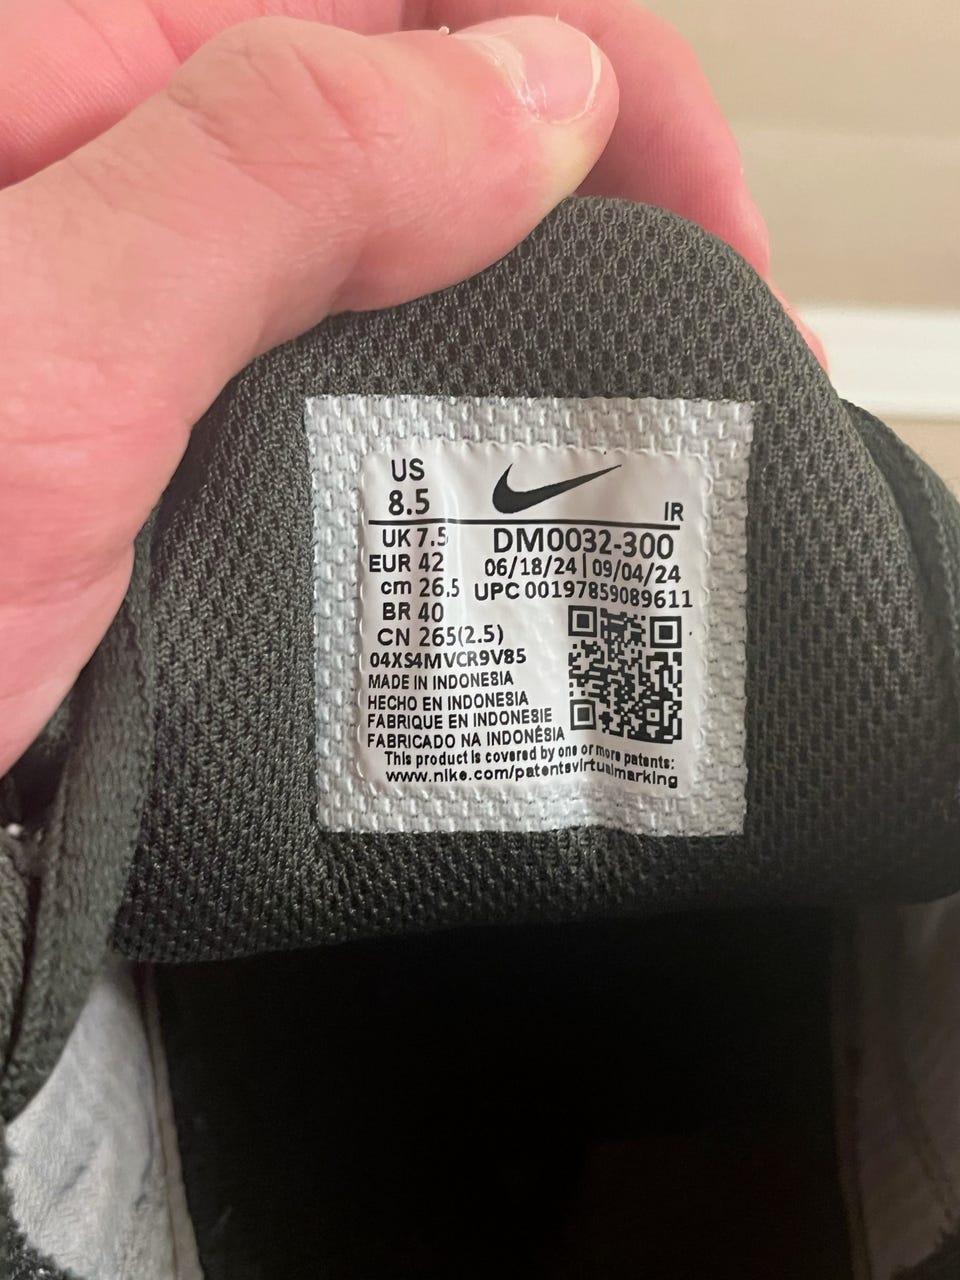 US
8.5
IR
UK 7.5 DM0032-300
EUR 42 06/18/24 | 09/04/24
cm 26.5 UPC 00197859089611
BR 40
CN 265(2.5)
04XS4MVCR9V85
MADE IN INDONESIA
HECHO EN INDONESIA
FABRIQUE EN INDONESIE
FABRICADO NA INDONÉSIA
This product is covered by one or more patents:
www.nike.com/patentsvirtualmarking